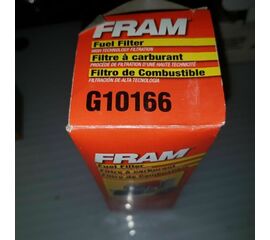 FRAM
Fuel Filter
HIGH TECHNOLOGY FILTRATION
Filtre à carburant
PROCÉDÉ DE FILTRATION D'UNE HAUTE TECHNICITÉ
Filtro de Combustible
FILTRACIÓN DE ALTA TECNOLOGIA
G10166
FRAM
Fuel Filter
Filtre à carburant
Filtro de Combustible